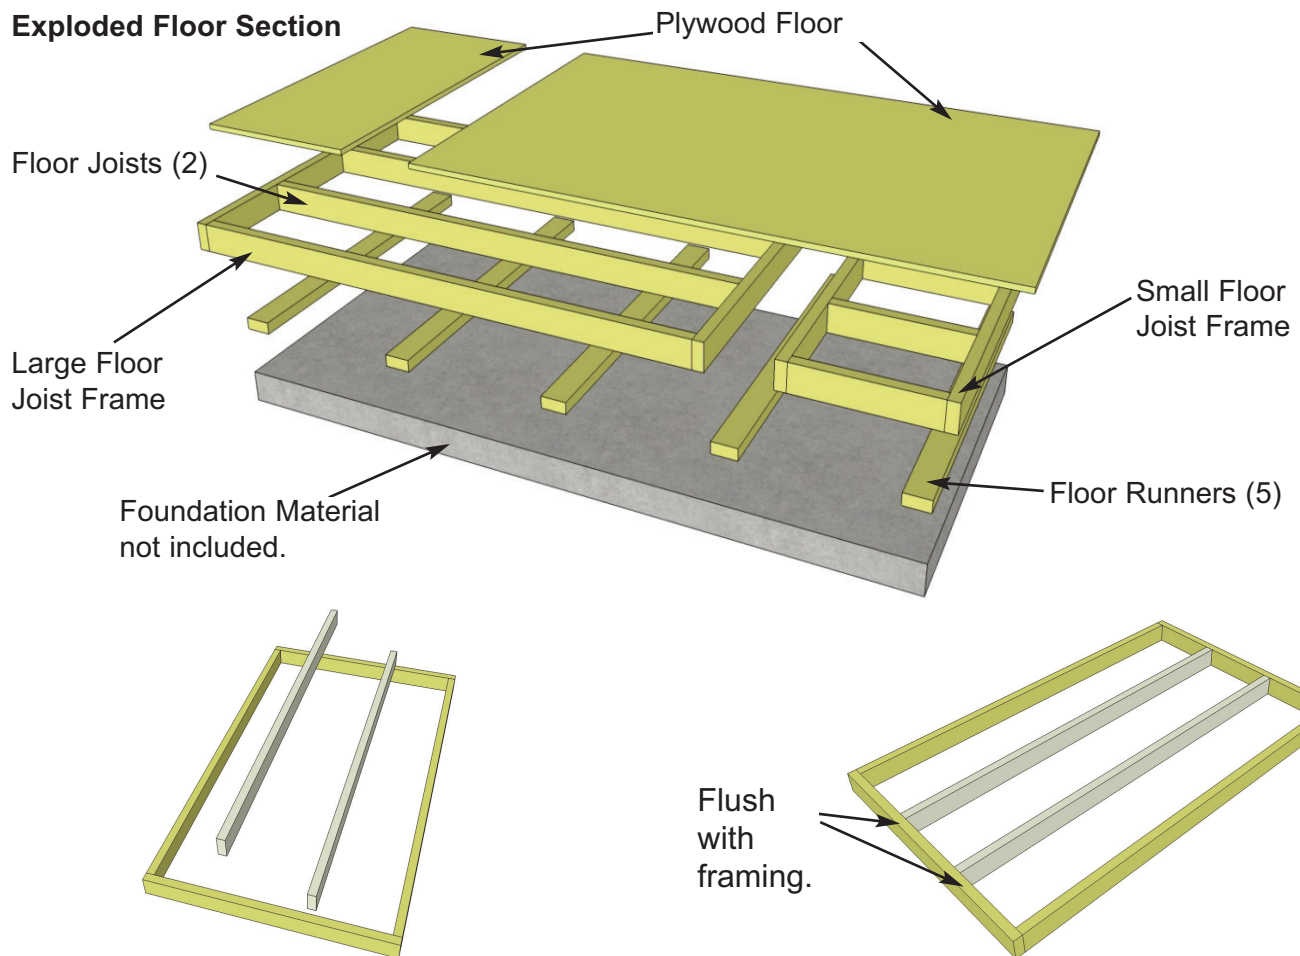 Exploded Floor Section
Plywood Floor
Floor Joists (2)
Small Floor
Joist Frame
Large Floor
Joist Frame
Floor Runners (5)
Foundation Material
not included.
Flush
with
framing.